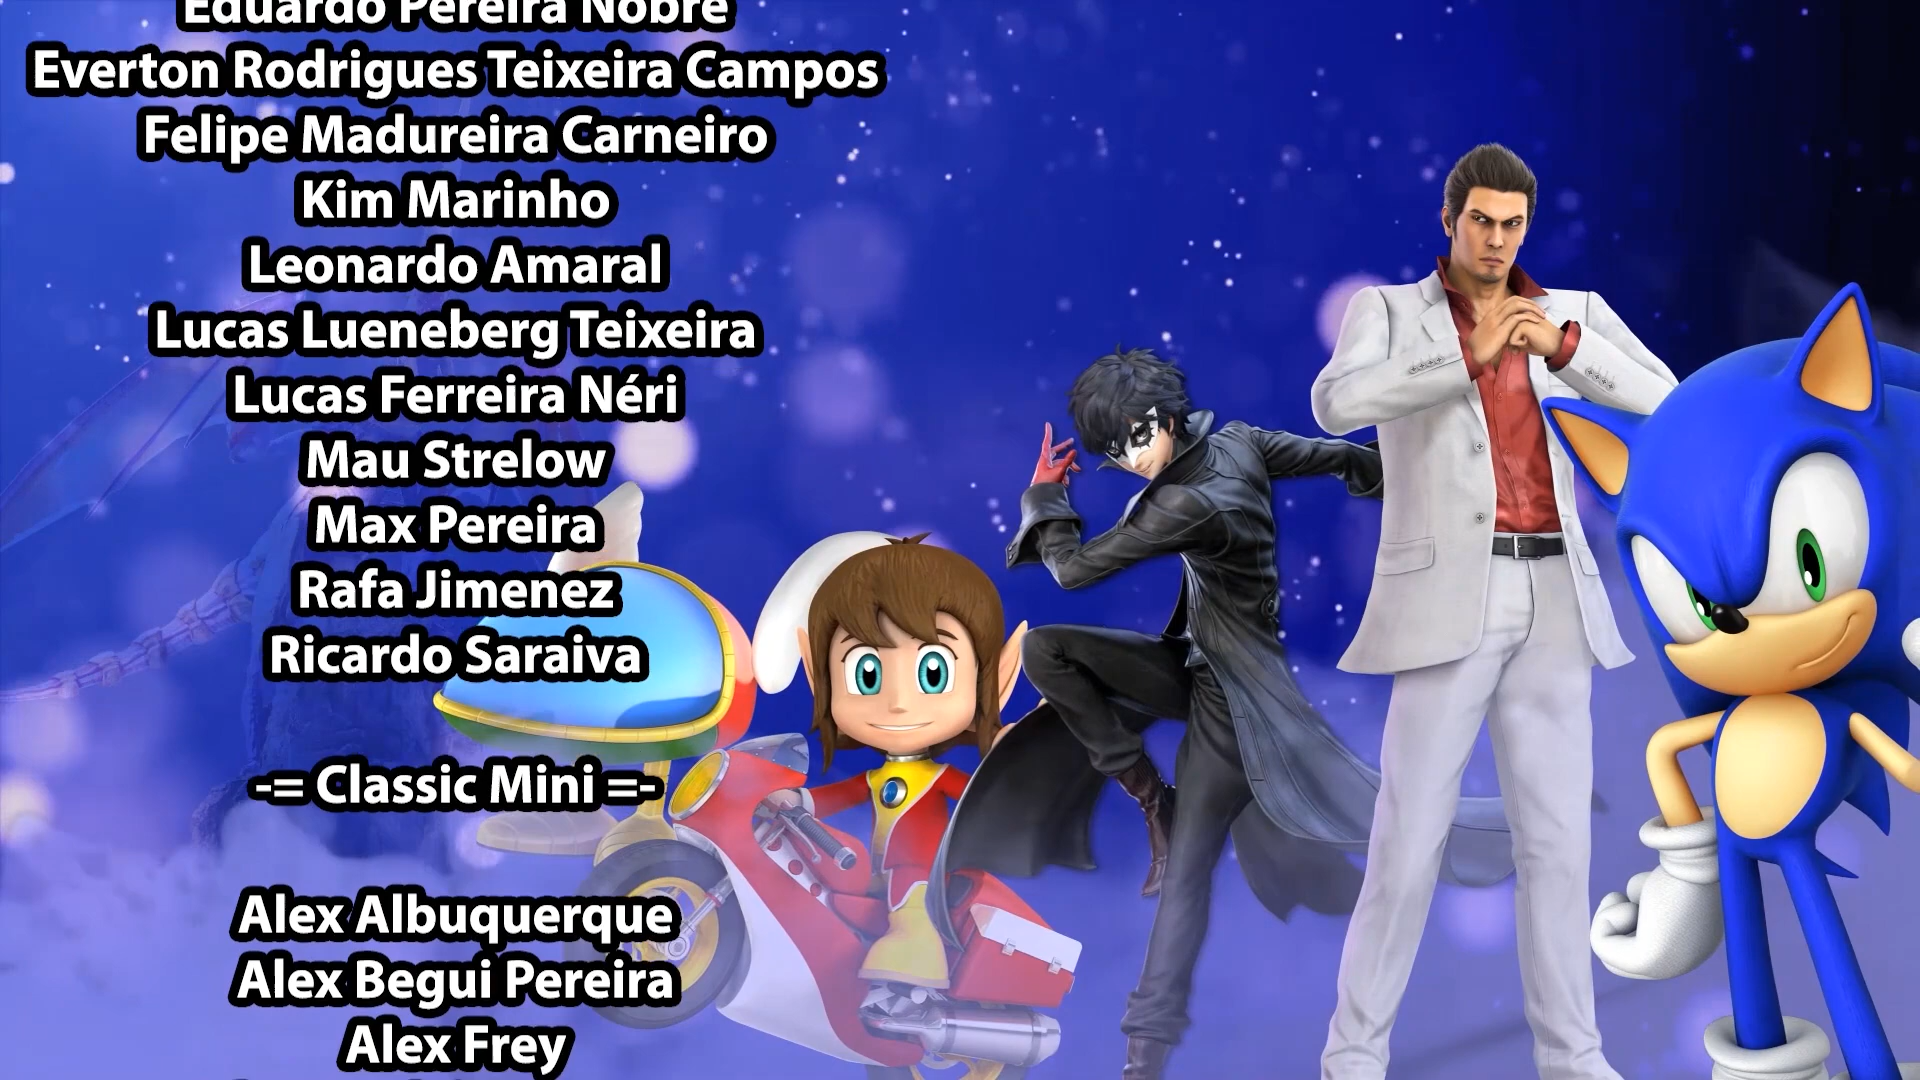 Eduardo Pereira Nobre
Everton Rodrigues Teixeira Campos
Felipe Madureira Carneiro
Kim Marinho
Leonardo Amaral
Lucas Lueneberg Teixeira
Lucas Ferreira Néri
Mau Strelow
Max Pereira
Rafa Jimenez
Ricardo Saraiva
-= Classic Mini =-
Alex Albuquerque
Alex Begui Pereira
Alex Frey